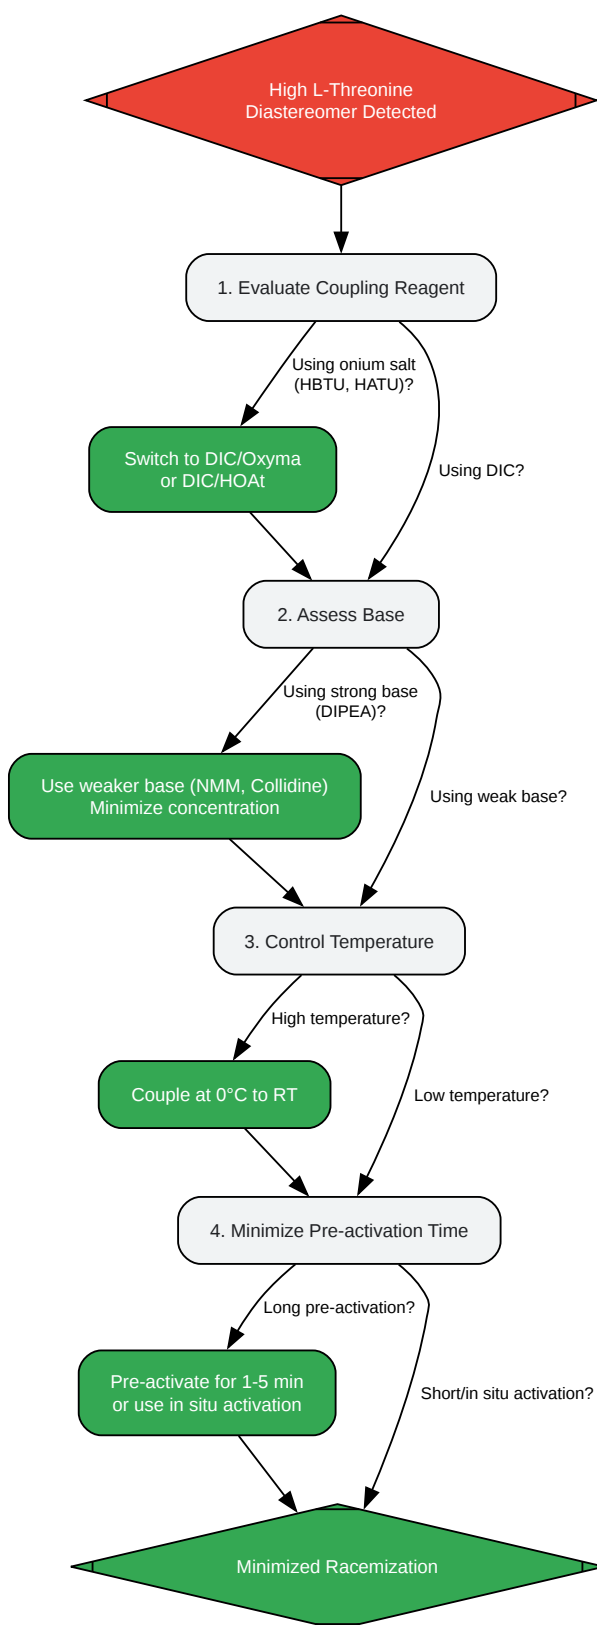 High L-Threonine
Diastereomer Detected
1. Evaluate Coupling Reagent
Using onium salt
(HBTU, HATU)?
Switch to DIC/Oxyma
or DIC/HOAt
Using DIC?
2. Assess Base
Using strong base
(DIPEA)?
Use weaker base (NMM, Collidine)
Minimize concentration
Using weak base?
3. Control Temperature
High temperature?
Couple at 0°C to RT
Low temperature?
4. Minimize Pre-activation Time
Long pre-activation?
Pre-activate for 1-5 min
or use in situ activation
Short/in situ activation?
Minimized Racemization